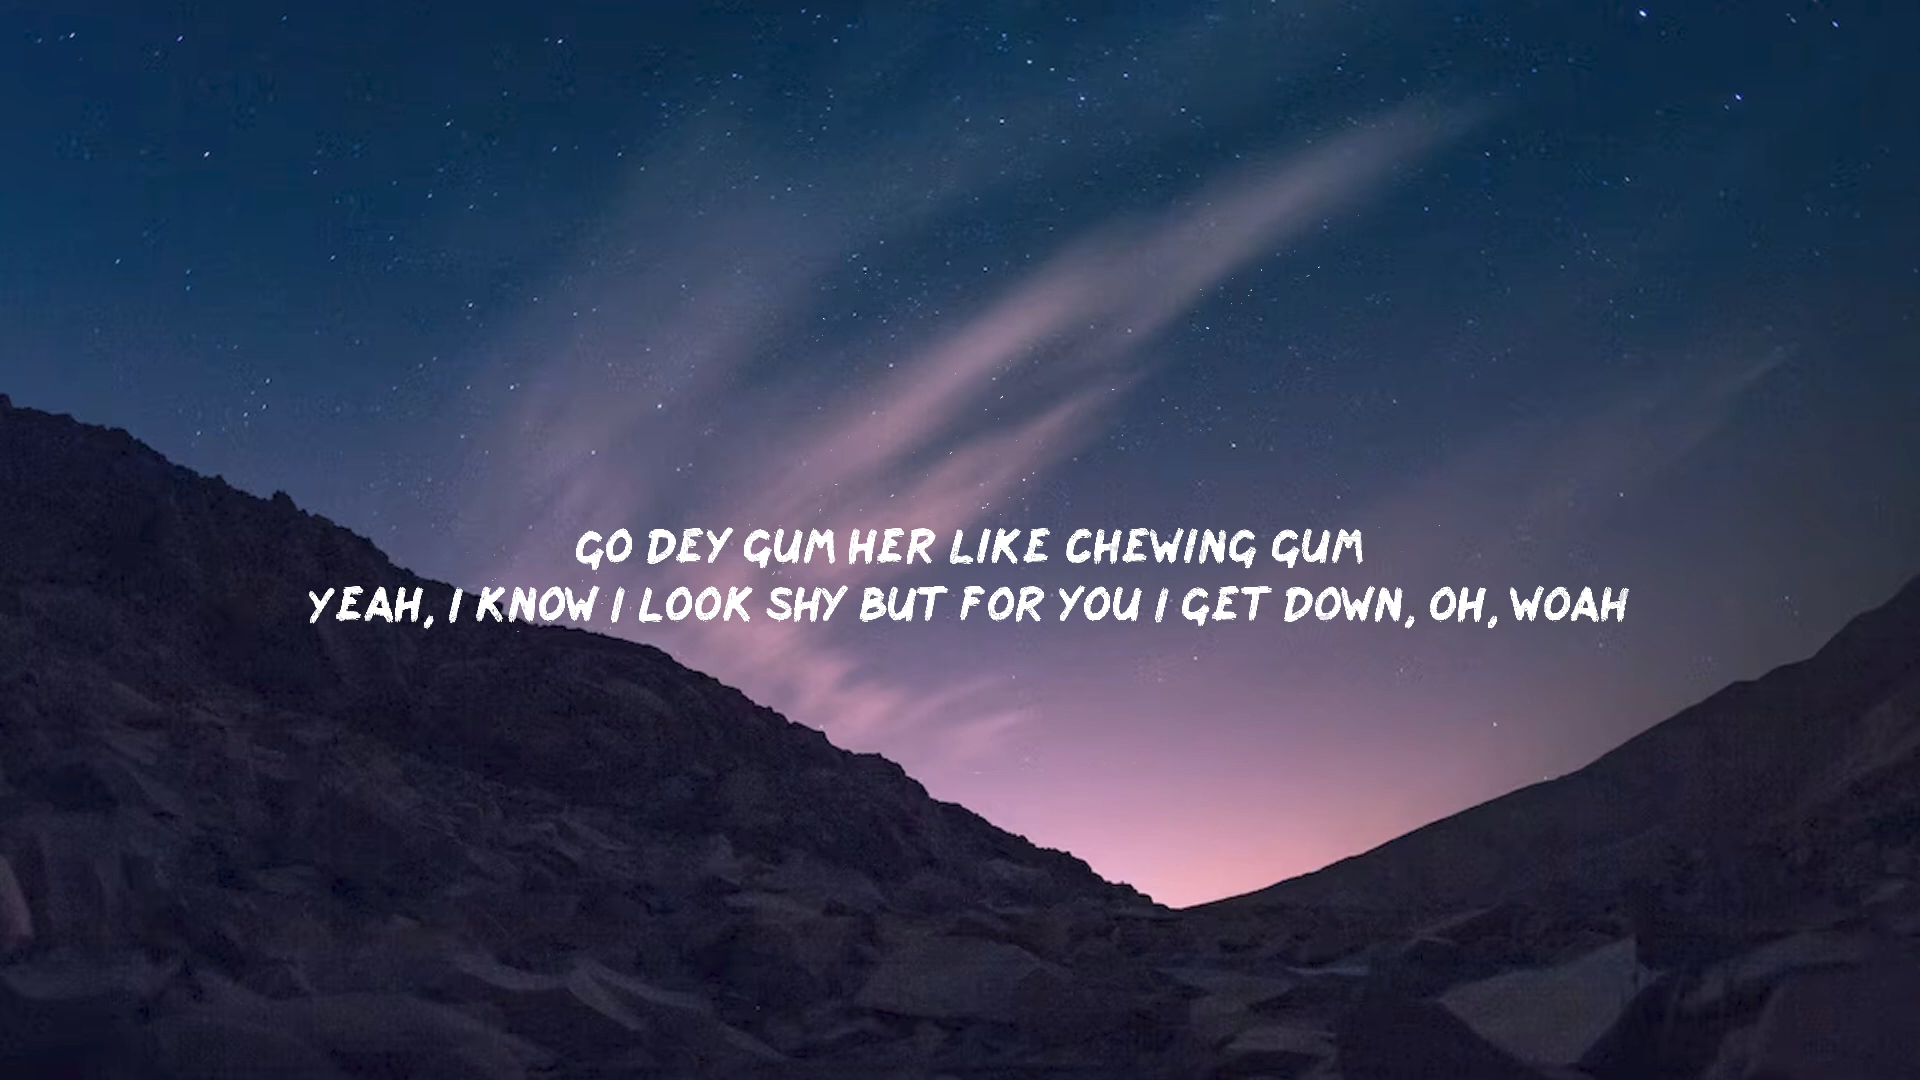 GO DEY GUM HER LIKE CHEWING GUM
YEAH, I KNOW I LOOK SHY BUT FOR YOU I GET DOWN, OH, WOAH